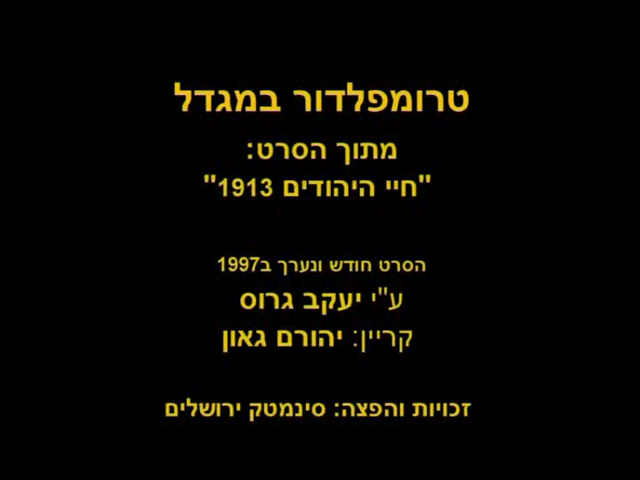 טרומפלדור במגדל
מתוך הסרט:
"חיי היהודים 1913"
הסרט חודש ונערך ב1997
ע"י יעקב גרוס
קריין: יהורם גאון
זכויות והפצה: סינמטק ירושלים